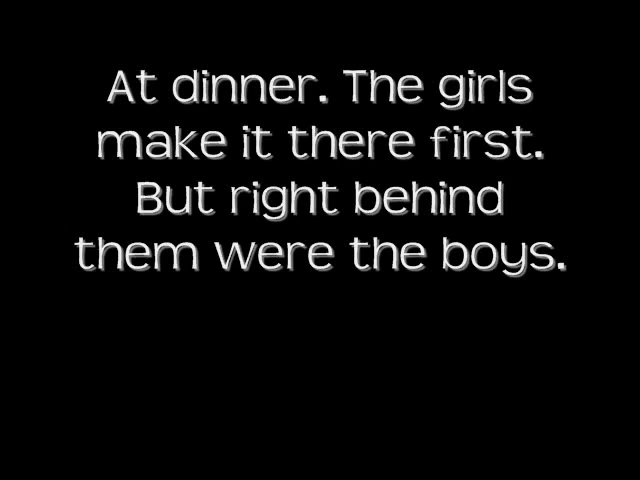 At dinner. The girls
make it there first.
But right behind
them were the boys.